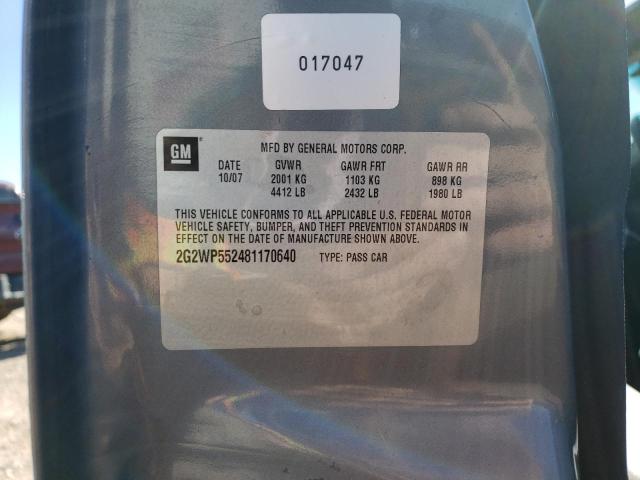 017047
GM
MFD BY GENERAL MOTORS CORP.
DATE GVWR GAWR FRT GAWR RR
10/07 2001 KG 1103 KG 898 KG
4412 LB 2432 LB 1980 LB
THIS VEHICLE CONFORMS TO ALL APPLICABLE U.S. FEDERAL MOTOR
VEHICLE SAFETY, BUMPER, AND THEFT PREVENTION STANDARDS IN
EFFECT ON THE DATE OF MANUFACTURE SHOWN ABOVE.
2G2WP552481170640 TYPE: PASS CAR